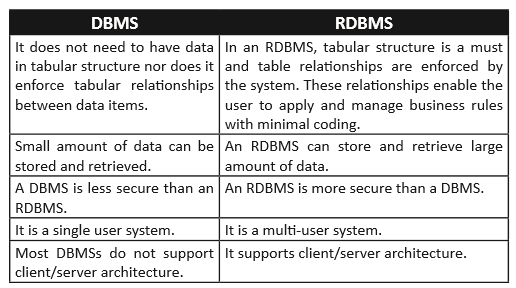 DBMS RDBMS
It does not need to have data
in tabular structure nor does it
enforce tabular relationships
between data items.
In an RDBMS, tabular structure is a must
and table relationships are enforced by
the system. These relationships enable the
user to apply and manage business rules
with minimal coding.
Small amount of data can be
stored and retrieved.
An RDBMS can store and retrieve large
amount of data.
A DBMS is less secure than an
RDBMS.
An RDBMS is more secure than a DBMS.
It is a single user system.
It is a multi-user system.
Most DBMSs do not support
client/server architecture.
It supports client/server architecture.